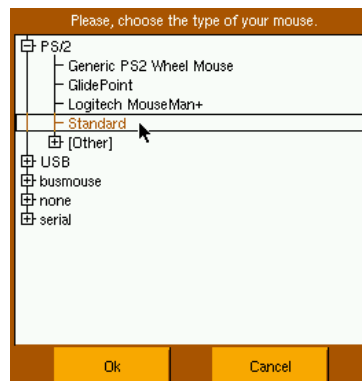 Please, choose the type of your mouse.
PS/2
Generic PS2 Wheel Mouse
GlidePoint
Logitech MouseMan+
Standard
[Other]
USB
busmouse
none
serial
Ok Cancel